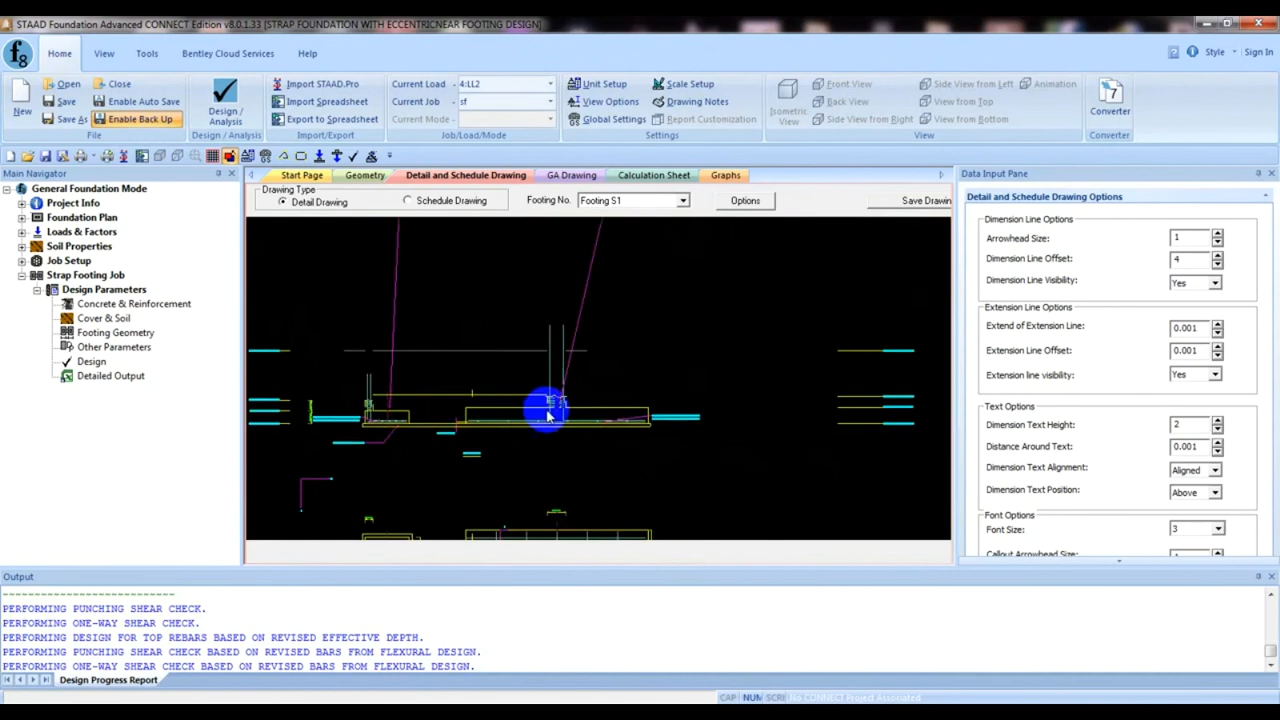 STAAD Foundation Advanced CONNECT Edition v8.0.1.33 [STRAP FOUNDATION WITH ECCENTRICNEAR FOOTING DESIGN]
Home View Tools Bentley Cloud Services Help Style Sign In
New
Open
Save
Save As
Close
Enable Auto Save
Enable Back Up
File
Design / Analysis
Design / Analysis
Import STAAD.Pro
Import Spreadsheet
Export to Spreadsheet
Import/Export
Current Load 4:LL2
Current Job sf
Current Mode
Job/Load/Mode
Unit Setup
View Options
Global Settings
Scale Setup
Drawing Notes
Report Customization
Settings
Isometric View
Front View
Back View
Side View from Right
Side View from Left
View from Top
View from Bottom
Animation
View
Converter
Converter
Main Navigator
General Foundation Mode
Project Info
Foundation Plan
Loads & Factors
Soil Properties
Job Setup
Strap Footing Job
Design Parameters
Concrete & Reinforcement
Cover & Soil
Footing Geometry
Other Parameters
Design
Detailed Output
Start Page Geometry Detail and Schedule Drawing GA Drawing Calculation Sheet Graphs
Drawing Type
Detail Drawing Schedule Drawing Footing No. Footing S1 Options Save Drawin
Data Input Pane
Detail and Schedule Drawing Options
Dimension Line Options
Arrowhead Size: 1
Dimension Line Offset: 4
Dimension Line Visibility: Yes
Extension Line Options
Extend of Extension Line: 0.001
Extension Line Offset: 0.001
Extension line visibility: Yes
Text Options
Dimension Text Height: 2
Distance Around Text: 0.001
Dimension Text Alignment: Aligned
Dimension Text Position: Above
Font Options
Font Size: 3
Callout Arrowhead Size:
Output
PERFORMING PUNCHING SHEAR CHECK.
PERFORMING ONE-WAY SHEAR CHECK.
PERFORMING DESIGN FOR TOP REBARS BASED ON REVISED EFFECTIVE DEPTH.
PERFORMING PUNCHING SHEAR CHECK BASED ON REVISED BARS FROM FLEXURAL DESIGN.
PERFORMING ONE-WAY SHEAR CHECK BASED ON REVISED BARS FROM FLEXURAL DESIGN.
Design Progress Report
CAP NUM SCRI No CONNECT Project Associated